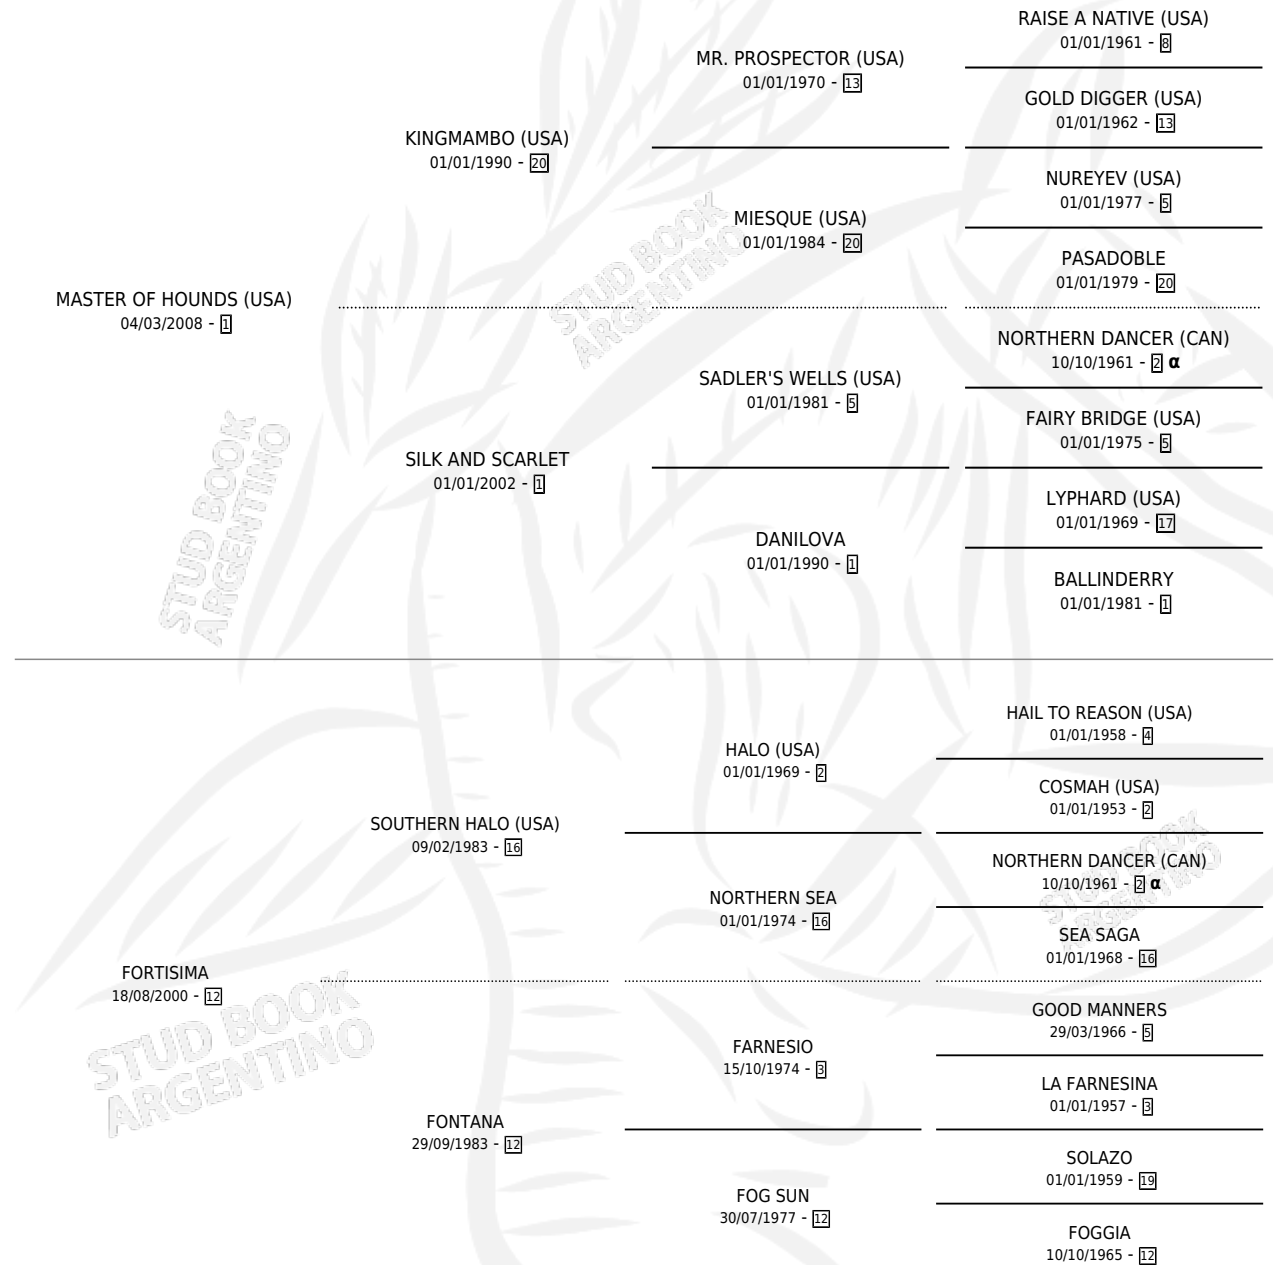 RAISE A NATIVE (USA)
01/01/1961 - 8
MR. PROSPECTOR (USA)
01/01/1970 - 13
GOLD DIGGER (USA)
01/01/1962 - 13
KINGMAMBO (USA)
01/01/1990 - 20
NUREYEV (USA)
01/01/1977 - 5
MIESQUE (USA)
01/01/1984 - 20
PASADOBLE
01/01/1979 - 20
MASTER OF HOUNDS (USA)
04/03/2008 - 1
NORTHERN DANCER (CAN)
10/10/1961 - 2 α
SADLER'S WELLS (USA)
01/01/1981 - 5
FAIRY BRIDGE (USA)
01/01/1975 - 5
SILK AND SCARLET
01/01/2002 - 1
LYPHARD (USA)
01/01/1969 - 17
DANILOVA
01/01/1990 - 1
BALLINDERRY
01/01/1981 - 1
HAIL TO REASON (USA)
01/01/1958 - 4
HALO (USA)
01/01/1969 - 2
COSMAH (USA)
01/01/1953 - 2
SOUTHERN HALO (USA)
09/02/1983 - 16
NORTHERN DANCER (CAN)
10/10/1961 - 2 α
NORTHERN SEA
01/01/1974 - 16
SEA SAGA
01/01/1968 - 16
FORTISIMA
18/08/2000 - 12
GOOD MANNERS
29/03/1966 - 5
FARNESIO
15/10/1974 - 3
LA FARNESINA
01/01/1957 - 3
FONTANA
29/09/1983 - 12
SOLAZO
01/01/1959 - 19
FOG SUN
30/07/1977 - 12
FOGGIA
10/10/1965 - 12
STUD BOOK
ARGENTINO
STUD BOOK
ARGENTINO
STUD BOOK
ARGENTINO
STUD BOOK
ARGENTINO